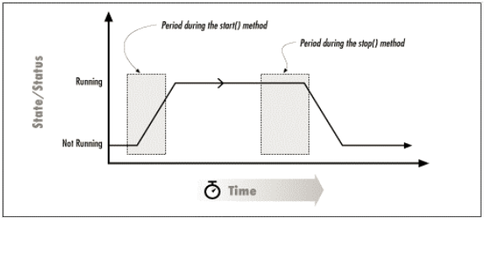 Period during the start() method
Period during the stop() method
State/Status
Running
Not Running
Time